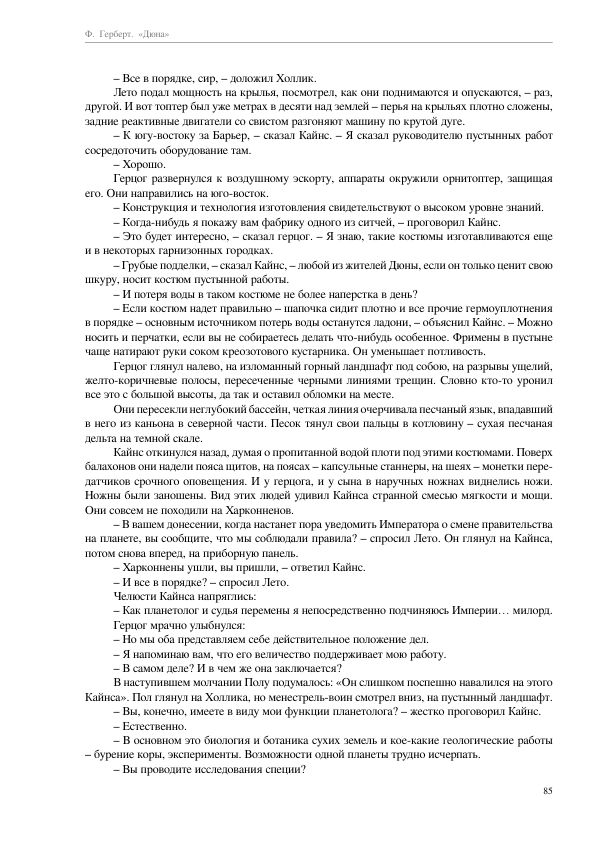 Ф. Герберт. «Дюна»
– Все в порядке, сир, – доложил Холлик.
Лето подал мощность на крылья, посмотрел, как они поднимаются и опускаются, – раз,
другой. И вот топтер был уже метрах в десяти над землей – перья на крыльях плотно сложены,
задние реактивные двигатели со свистом разгоняют машину по крутой дуге.
– К югу-востоку за Барьер, – сказал Кайнс. – Я сказал руководителю пустынных работ
сосредоточить оборудование там.
– Хорошо.
Герцог развернулся к воздушному эскорту, аппараты окружили орнитоптер, защищая
его. Они направились на юго-восток.
– Конструкция и технология изготовления свидетельствуют о высоком уровне знаний.
– Когда-нибудь я покажу вам фабрику одного из ситчей, – проговорил Кайнс.
– Это будет интересно, – сказал герцог. – Я знаю, такие костюмы изготавливаются еще
и в некоторых гарнизонных городках.
– Грубые подделки, – сказал Кайнс, – любой из жителей Дюны, если он только ценит свою
шкуру, носит костюм пустынной работы.
– И потеря воды в таком костюме не более наперстка в день?
– Если костюм надет правильно – шапочка сидит плотно и все прочие гермоуплотнения
в порядке – основным источником потерь воды останутся ладони, – объяснил Кайнс. – Можно
носить и перчатки, если вы не собираетесь делать что-нибудь особенное. Фримены в пустыне
чаще натирают руки соком креозотового кустарника. Он уменьшает потливость.
Герцог глянул налево, на изломанный горный ландшафт под собою, на разрывы ущелий,
желто-коричневые полосы, пересеченные черными линиями трещин. Словно кто-то уронил
все это с большой высоты, да так и оставил обломки на месте.
Они пересекли неглубокий бассейн, четкая линия очерчивала песчаный язык, впадавший
в него из каньона в северной части. Песок тянул свои пальцы в котловину – сухая песчаная
дельта на темной скале.
Кайнс откинулся назад, думая о пропитанной водой плоти под этими костюмами. Поверх
балахонов они надели пояса щитов, на поясах – капсульные станнеры, на шеях – монетки пере-
датчиков срочного оповещения. И у герцога, и у сына в наручных ножнах виднелись ножи.
Ножны были заношены. Вид этих людей удивил Кайнса странной смесью мягкости и мощи.
Они совсем не походили на Харконненов.
– В вашем донесении, когда настанет пора уведомить Императора о смене правительства
на планете, вы сообщите, что мы соблюдали правила? – спросил Лето. Он глянул на Кайнса,
потом снова вперед, на приборную панель.
– Харконнены ушли, вы пришли, – ответил Кайнс.
– И все в порядке? – спросил Лето.
Челюсти Кайнса напряглись:
– Как планетолог и судья перемены я непосредственно подчиняюсь Империи… милорд.
Герцог мрачно улыбнулся:
– Но мы оба представляем себе действительное положение дел.
– Я напоминаю вам, что его величество поддерживает мою работу.
– В самом деле? И в чем же она заключается?
В наступившем молчании Полу подумалось: «Он слишком поспешно навалился на этого
Кайнса». Пол глянул на Холлика, но менестрель-воин смотрел вниз, на пустынный ландшафт.
– Вы, конечно, имеете в виду мои функции планетолога? – жестко проговорил Кайнс.
– Естественно.
– В основном это биология и ботаника сухих земель и кое-какие геологические работы
– бурение коры, эксперименты. Возможности одной планеты трудно исчерпать.
– Вы проводите исследования специи?
85